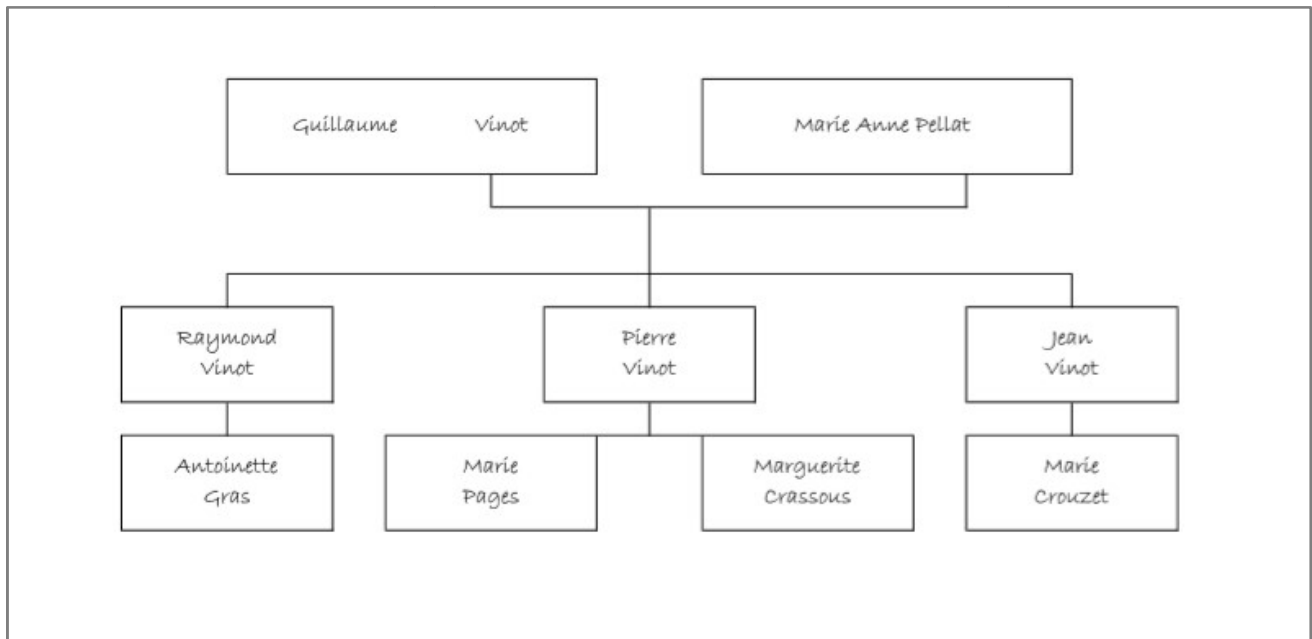 Guillaume Vinot
Marie Anne Pellat
Raymond
Vinot
Pierre
Vinot
Jean
Vinot
Antoinette
Gras
Marie
Pages
Marguerite
Crassous
Marie
Crouzet